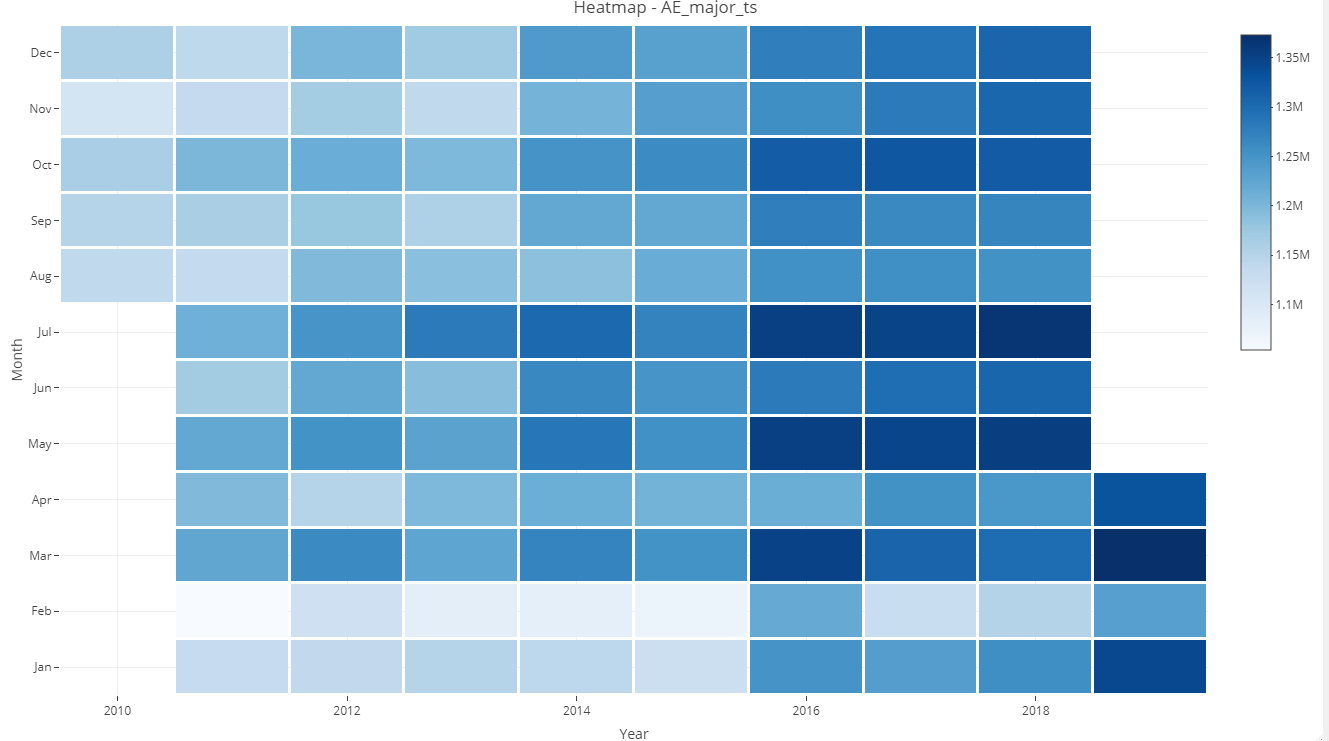 Heatmap - AE_major_ts
Dec
Nov
Oct
Sep
Aug
Jul
Jun
May
Apr
Mar
Feb
Jan
Month
2010 2012 2014 2016 2018
Year
1.35M
1.3M
1.25M
1.2M
1.15M
1.1M